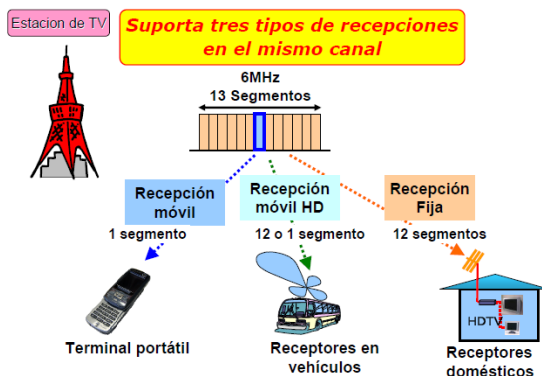 Estacion de TV
Suporta tres tipos de recepciones
en el mismo canal
6MHz
13 Segmentos
Recepción
móvil
Recepción
móvil HD
Recepción
Fija
1 segmento
12 o 1 segmento
12 segmentos
HDTV
Terminal portátil
Receptores en
vehículos
Receptores
domésticos